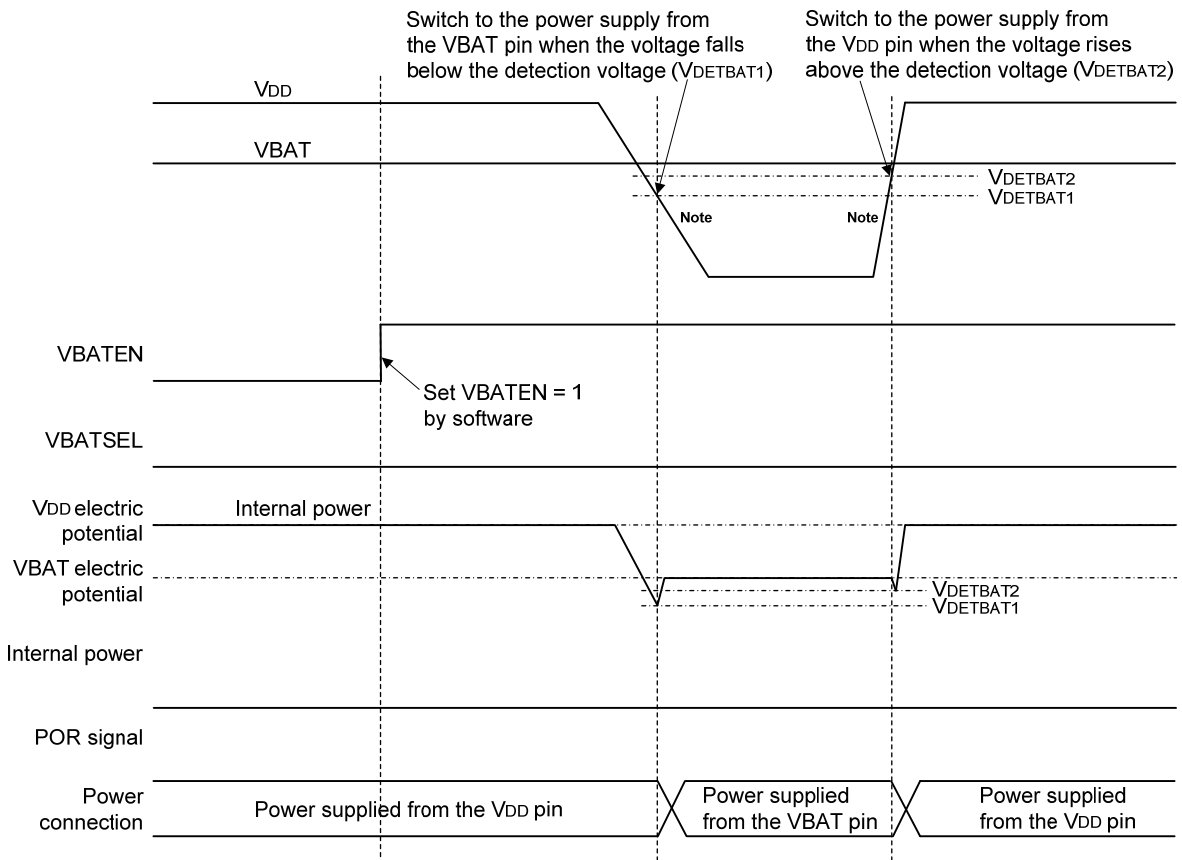 Switch to the power supply from
the VBAT pin when the voltage falls
below the detection voltage (VDETBAT1)
Switch to the power supply from
the VDD pin when the voltage rises
above the detection voltage (VDETBAT2)
VDD
VBAT
VDETBAT2
VDETBAT1
Note
Note
VBATEN
Set VBATEN = 1
by software
VBATSEL
VDD electric
potential
Internal power
VBAT electric
potential
VDETBAT2
VDETBAT1
Internal power
POR signal
Power
connection
Power supplied from the VDD pin
Power supplied
from the VBAT pin
Power supplied
from the VDD pin